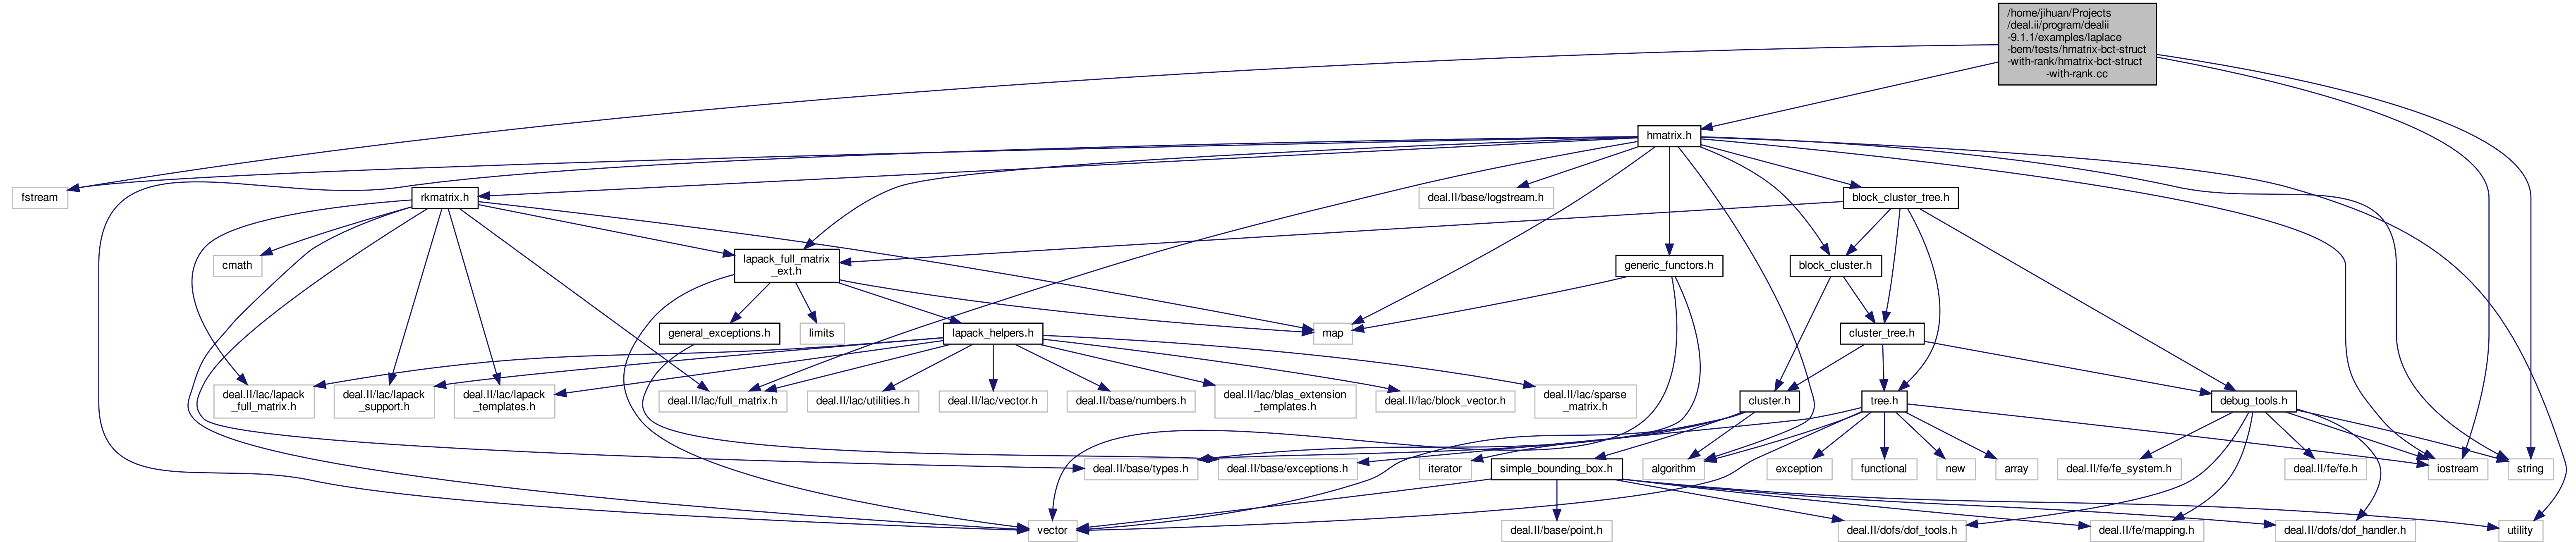 /home/jihuan/Projects
/deal.ii/program/dealii
-9.1.1/examples/laplace
-bem/tests/hmatrix-bct-struct
-with-rank/hmatrix-bct-struct
-with-rank.cc
hmatrix.h
fstream
rkmatrix.h
deal.II/base/logstream.h
block_cluster_tree.h
cmath
lapack_full_matrix
_ext.h
generic_functors.h
block_cluster.h
general_exceptions.h
limits
lapack_helpers.h
map
cluster_tree.h
deal.II/lac/lapack
_full_matrix.h
deal.II/lac/lapack
_support.h
deal.II/lac/lapack
_templates.h
deal.II/lac/full_matrix.h
deal.II/lac/utilities.h
deal.II/lac/vector.h
deal.II/base/numbers.h
deal.II/lac/blas_extension
_templates.h
deal.II/lac/block_vector.h
deal.II/lac/sparse
_matrix.h
cluster.h
tree.h
debug_tools.h
deal.II/base/types.h
deal.II/base/exceptions.h
iterator
simple_bounding_box.h
algorithm
exception
functional
new
array
deal.II/fe/fe_system.h
deal.II/fe/fe.h
iostream
string
vector
deal.II/base/point.h
deal.II/dofs/dof_tools.h
deal.II/fe/mapping.h
deal.II/dofs/dof_handler.h
utility